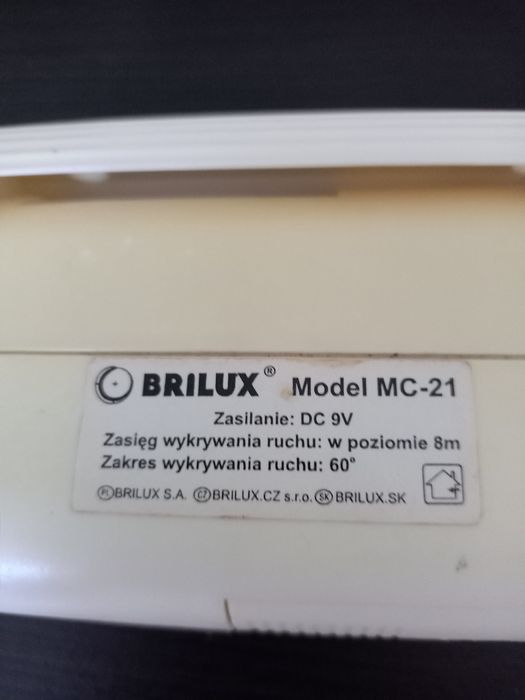 BRILUX® Model MC-21
Zasilanie: DC 9V
Zasięg wykrywania ruchu: w poziomie 8m
Zakres wykrywania ruchu: 60°
PL BRILUX S.A. CZ BRILUX.CZ s.r.o. SK BRILUX.SK